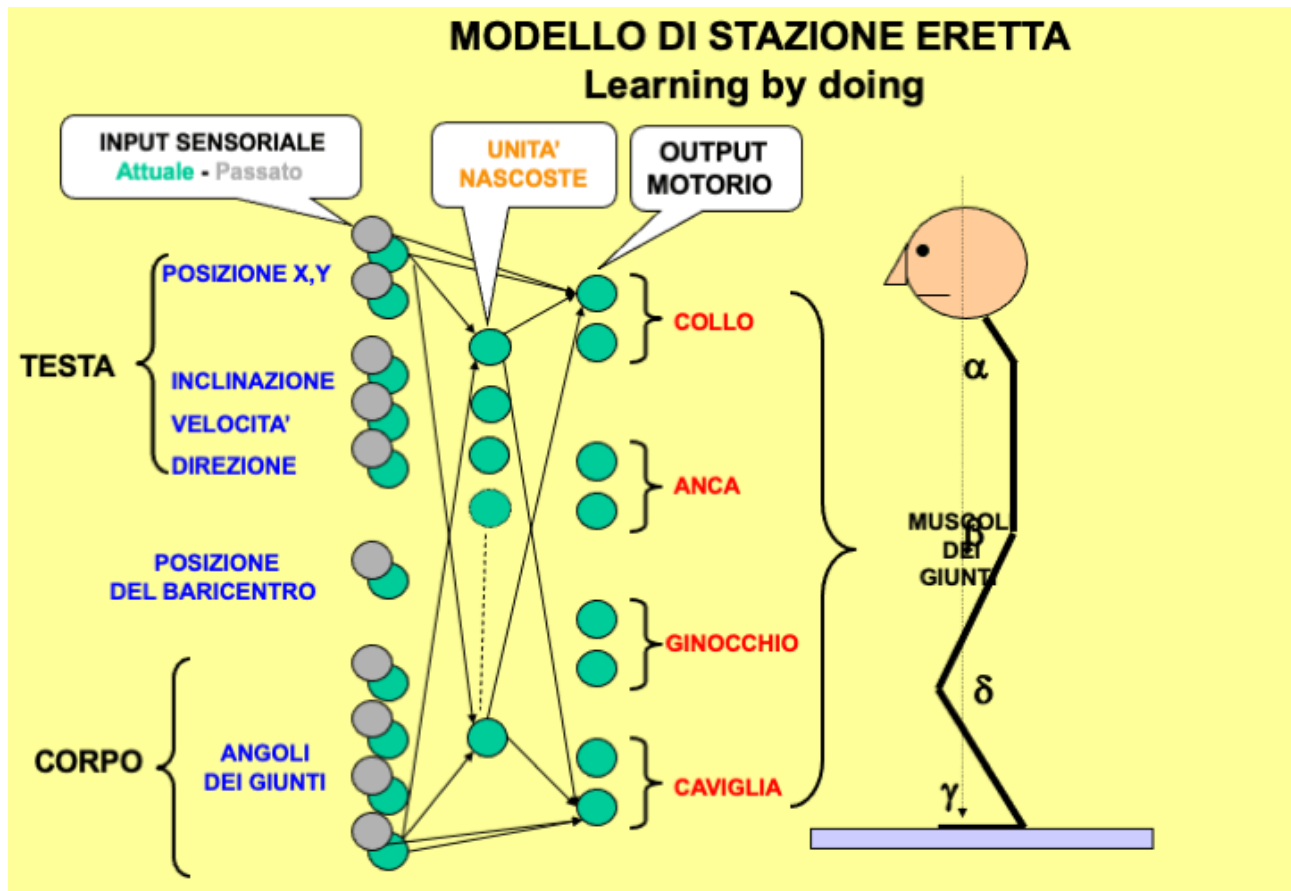 MODELLO DI STAZIONE ERETTA
Learning by doing
INPUT SENSORIALE
Attuale - Passato
UNITA’
NASCOSTE
OUTPUT
MOTORIO
TESTA
POSIZIONE X,Y
INCLINAZIONE
VELOCITA’
DIREZIONE
POSIZIONE
DEL BARICENTRO
CORPO
ANGOLI
DEI GIUNTI
COLLO
ANCA
GINOCCHIO
CAVIGLIA
MUSCOLI
DEI
GIUNTI
α
β
δ
γ